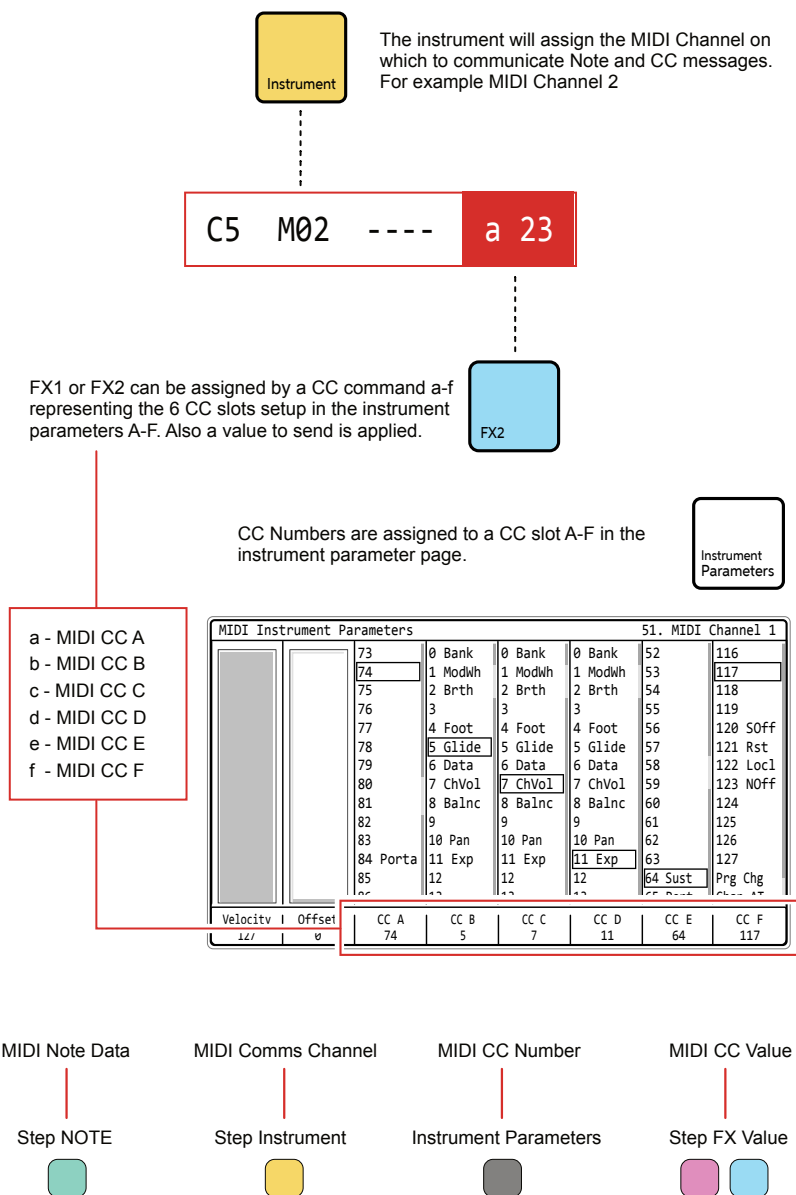 The instrument will assign the MIDI Channel on
which to communicate Note and CC messages.
For example MIDI Channel 2
Instrument
C5 M02 ---- a 23
FX1 or FX2 can be assigned by a CC command a-f
representing the 6 CC slots setup in the instrument
parameters A-F. Also a value to send is applied.
FX2
CC Numbers are assigned to a CC slot A-F in the
instrument parameter page.
Instrument
Parameters
a - MIDI CC A
b - MIDI CC B
c - MIDI CC C
d - MIDI CC D
e - MIDI CC E
f - MIDI CC F
MIDI Instrument Parameters 51. MIDI Channel 1
73 0 Bank 0 Bank 0 Bank 52 116
74 1 ModWh 1 ModWh 1 ModWh 53 117
75 2 Brth 2 Brth 2 Brth 54 118
76 3 3 3 55 119
77 4 Foot 4 Foot 4 Foot 56 120 SOff
78 5 Glide 5 Glide 5 Glide 57 121 Rst
79 6 Data 6 Data 6 Data 58 122 Locl
80 7 ChVol 7 ChVol 7 ChVol 59 123 NOff
81 8 Balnc 8 Balnc 8 Balnc 60 124
82 9 9 9 61 125
83 10 Pan 10 Pan 10 Pan 62 126
84 Porta 11 Exp 11 Exp 11 Exp 63 127
85 12 12 12 64 Sust Prg Chg
Velocity Offset CC A CC B CC C CC D CC E CC F
127 0 74 5 7 11 64 117
MIDI Note Data MIDI Comms Channel MIDI CC Number MIDI CC Value
Step NOTE Step Instrument Instrument Parameters Step FX Value